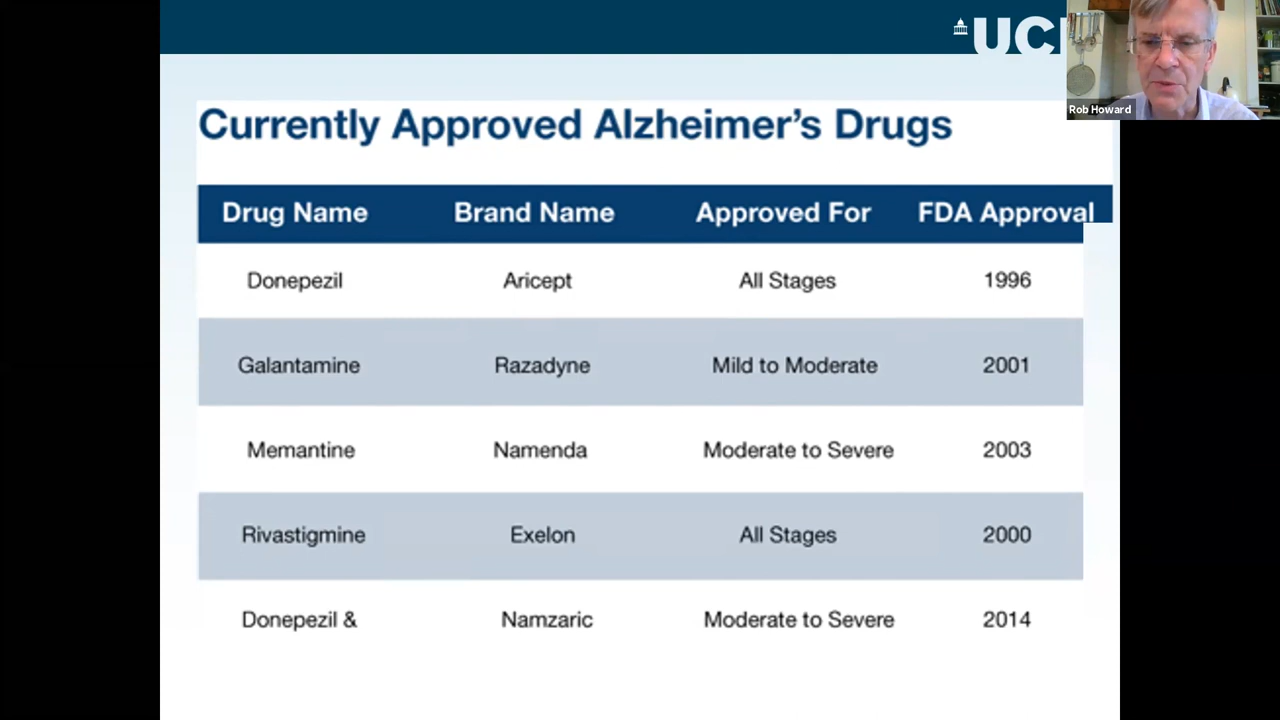 UC
Rob Howard
Currently Approved Alzheimer's Drugs
Drug Name Brand Name Approved For FDA Approval
Donepezil Aricept All Stages 1996
Galantamine Razadyne Mild to Moderate 2001
Memantine Namenda Moderate to Severe 2003
Rivastigmine Exelon All Stages 2000
Donepezil & Namzaric Moderate to Severe 2014